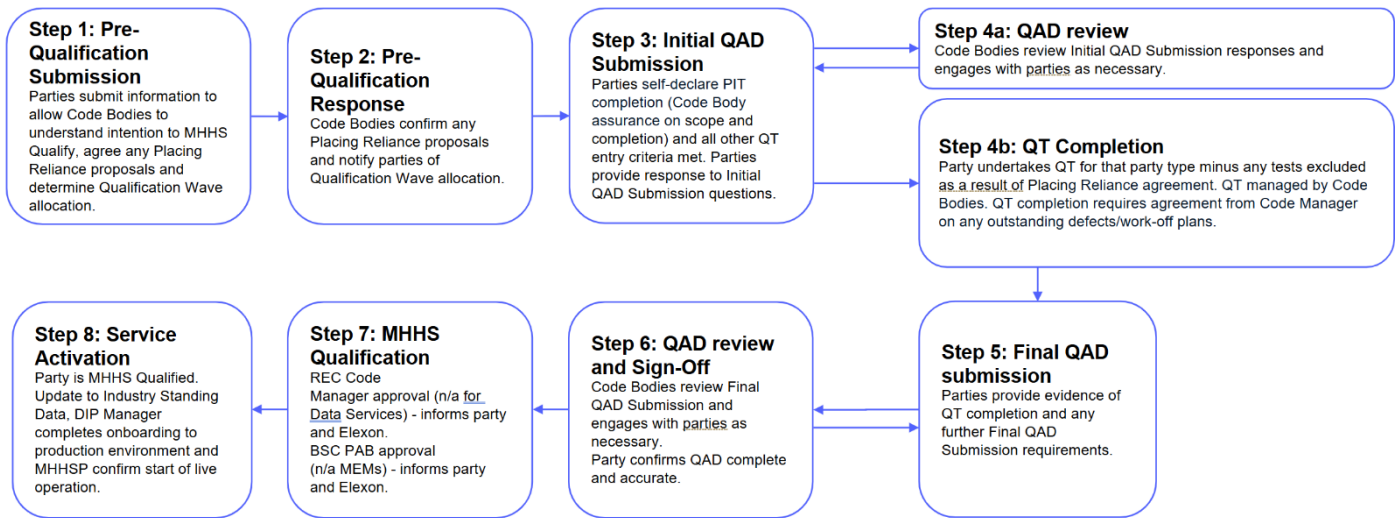 Step 1: Pre-
Qualification
Submission
Parties submit information to
allow Code Bodies to
understand intention to MHHS
Qualify, agree any Placing
Reliance proposals and
determine Qualification Wave
allocation.
Step 2: Pre-
Qualification
Response
Code Bodies confirm any
Placing Reliance proposals
and notify parties of
Qualification Wave allocation.
Step 3: Initial QAD
Submission
Parties self-declare PIT
completion (Code Body
assurance on scope and
completion) and all other QT
entry criteria met. Parties
provide response to Initial
QAD Submission questions.
Step 4a: QAD review
Code Bodies review Initial QAD Submission responses and
engages with parties as necessary.
Step 4b: QT Completion
Party undertakes QT for that party type minus any tests excluded
as a result of Placing Reliance agreement. QT managed by Code
Bodies. QT completion requires agreement from Code Manager
on any outstanding defects/work-off plans.
Step 5: Final QAD
submission
Parties provide evidence of
QT completion and any
further Final QAD
Submission requirements.
Step 6: QAD review
and Sign-Off
Code Bodies review Final
QAD Submission and
engages with parties as
necessary.
Party confirms QAD complete
and accurate.
Step 7: MHHS
Qualification
REC Code
Manager approval (n/a for
Data Services) - informs party
and Elexon.
BSC PAB approval
(n/a MEMs) - informs party
and Elexon.
Step 8: Service
Activation
Party is MHHS Qualified.
Update to Industry Standing
Data, DIP Manager
completes onboarding to
production environment and
MHHSP confirm start of live
operation.